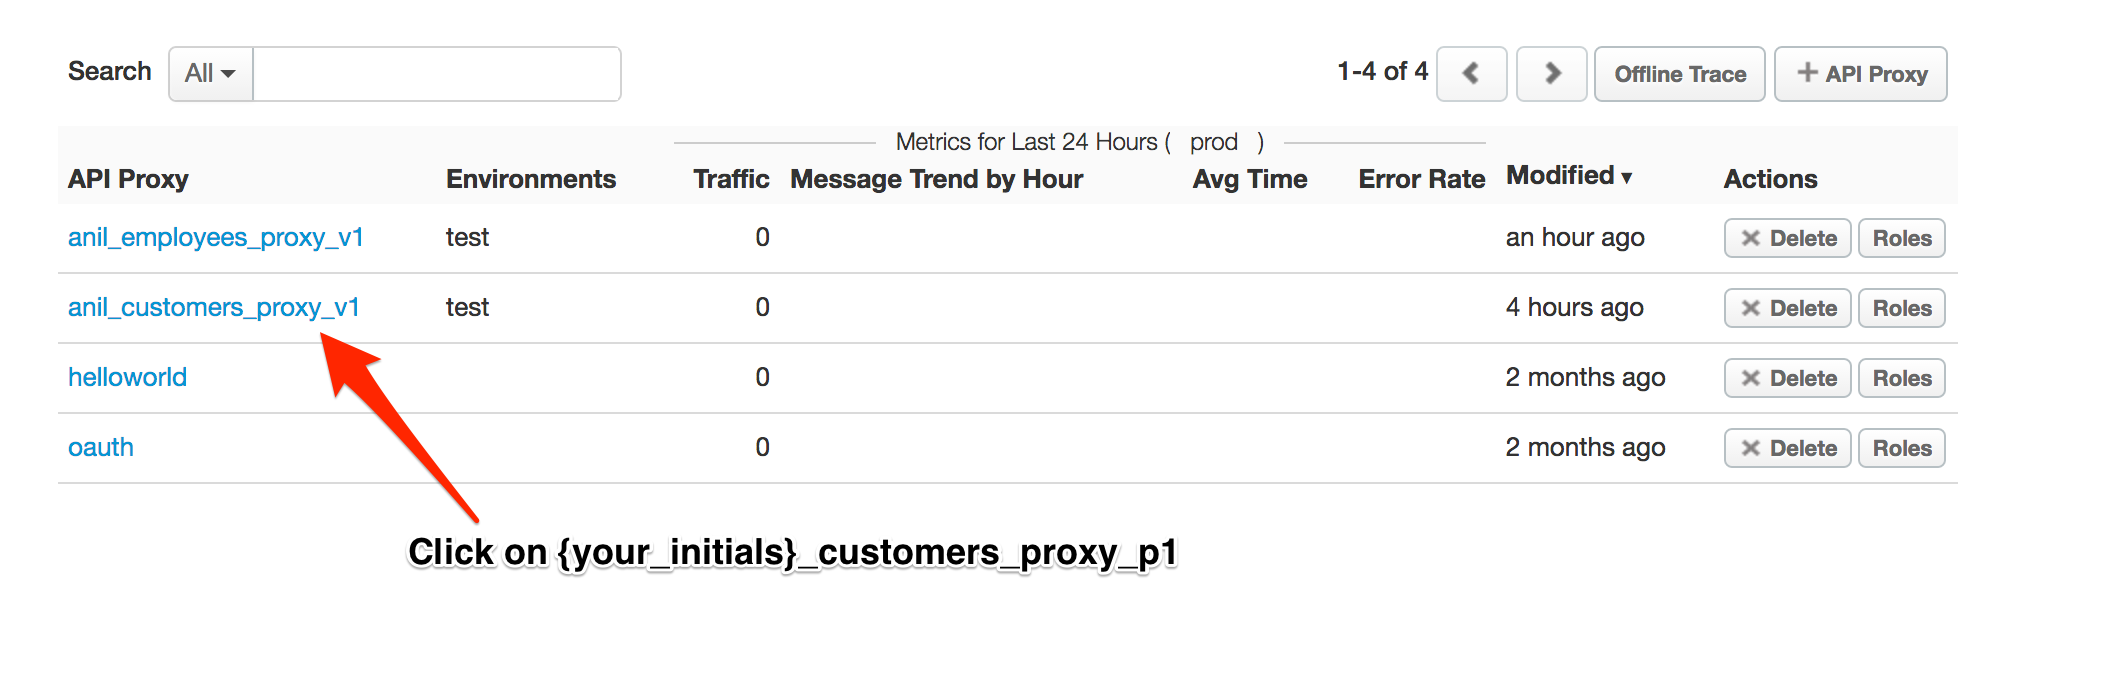 Search All 1-4 of 4 Offline Trace + API Proxy
Metrics for Last 24 Hours ( prod )
API Proxy Environments Traffic Message Trend by Hour Avg Time Error Rate Modified ▾ Actions
anil_employees_proxy_v1 test 0 an hour ago × Delete Roles
anil_customers_proxy_v1 test 0 4 hours ago × Delete Roles
helloworld 0 2 months ago × Delete Roles
oauth 0 2 months ago × Delete Roles
Click on {your_initials}_customers_proxy_p1